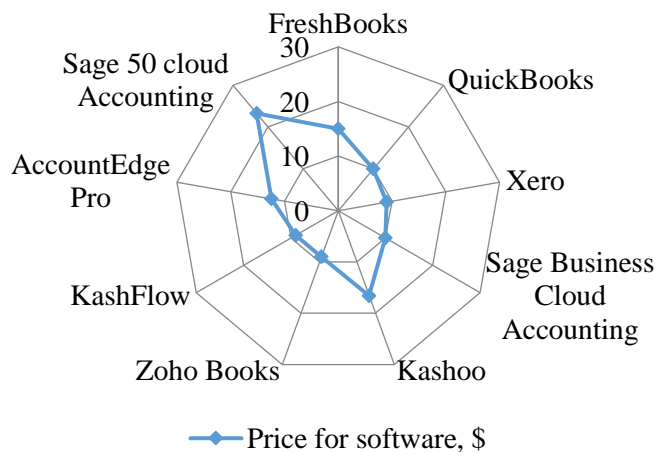 FreshBooks
30
Sage 50 cloud
Accounting
QuickBooks
20
AccountEdge
Pro
10
Xero
0
Sage Business
Cloud
Accounting
KashFlow
Zoho Books
Kashoo
Price for software, $